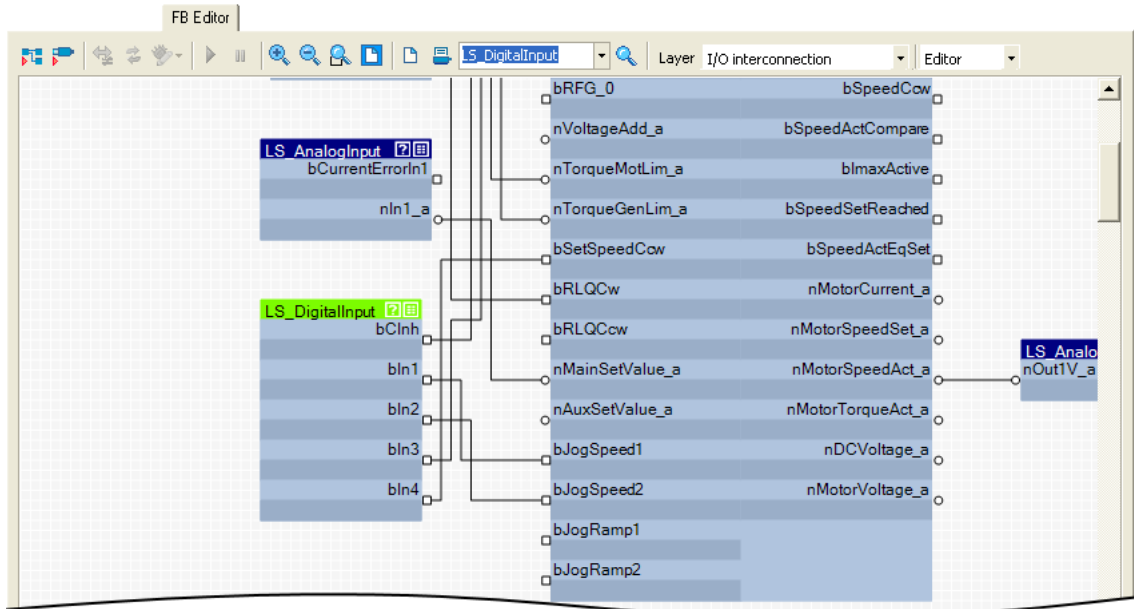 FB Editor
LS_DigitalInput
Layer I/O interconnection
Editor
LS_AnalogInput
bCurrentErrorIn1
nIn1_a
LS_DigitalInput
bCInh
bIn1
bIn2
bIn3
bIn4
bRFG_0
nVoltageAdd_a
nTorqueMotLim_a
nTorqueGenLim_a
bSetSpeedCcw
bRLQCw
bRLQCcw
nMainSetValue_a
nAuxSetValue_a
bJogSpeed1
bJogSpeed2
bJogRamp1
bJogRamp2
bSpeedCcw
bSpeedActCompare
bImaxActive
bSpeedSetReached
bSpeedActEqSet
nMotorCurrent_a
nMotorSpeedSet_a
nMotorSpeedAct_a
nMotorTorqueAct_a
nDCVoltage_a
nMotorVoltage_a
LS_Analo
nOut1V_a